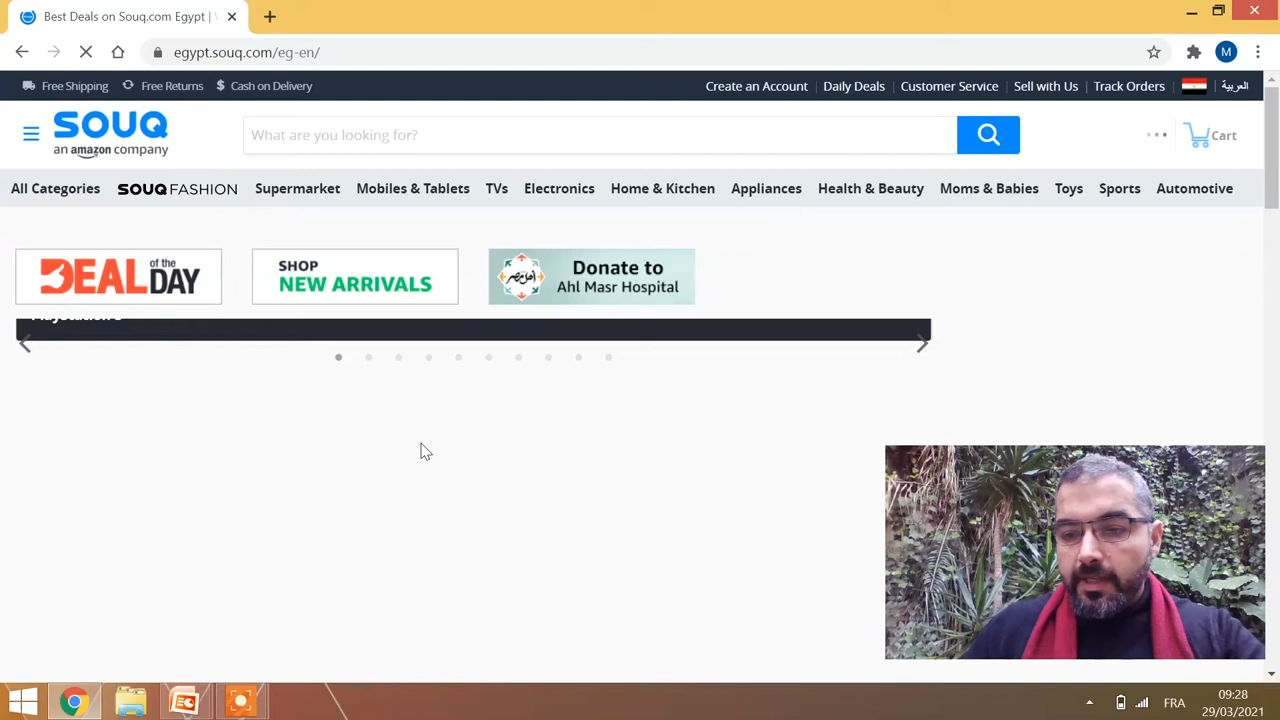 Best Deals on Souq.com Egypt |
egypt.souq.com/eg-en/
M
Free Shipping Free Returns $ Cash on Delivery
Create an Account Daily Deals Customer Service Sell with Us Track Orders العربية
SOUQ
an amazon company
What are you looking for?
Cart
All Categories SOUQ FASHION Supermarket Mobiles & Tablets TVs Electronics Home & Kitchen Appliances Health & Beauty Moms & Babies Toys Sports Automotive
DEAL of the DAY
SHOP
NEW ARRIVALS
أهل مصر
Donate to
Ahl Masr Hospital
FRA
09:28
29/03/2021